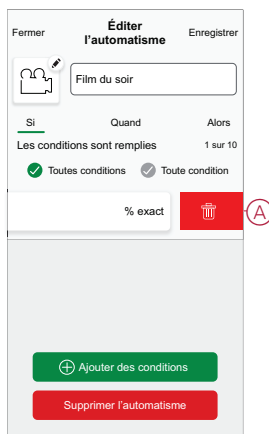 Fermer
Éditer
l'automatisme
Enregistrer
Film du soir
Si
Quand
Alors
Les conditions sont remplies
1 sur 10
Toutes conditions
Toute condition
% exact
A
Ajouter des conditions
Supprimer l'automatisme